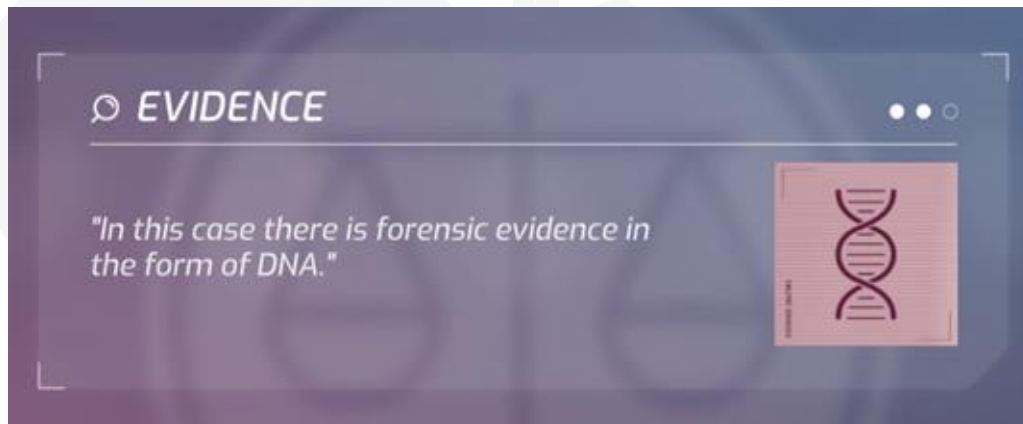 EVIDENCE
"In this case there is forensic evidence in
the form of DNA."